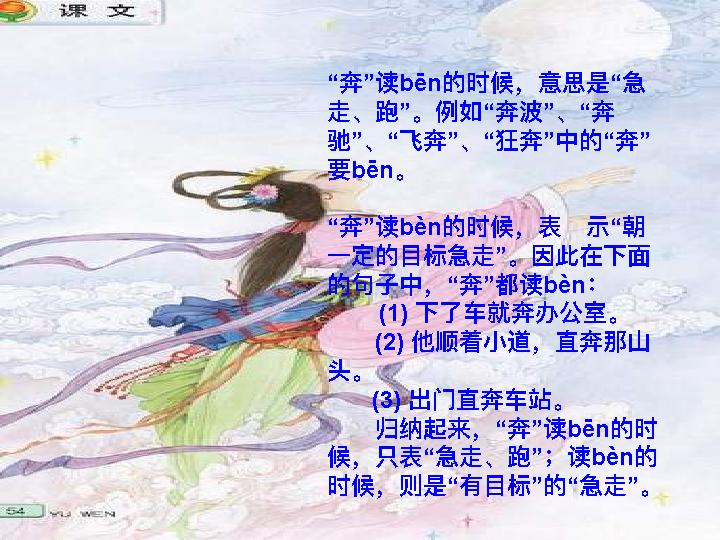 课 文
“奔”读bēn的时候，意思是“急
走、跑”。例如“奔波”、“奔
驰”、“飞奔”、“狂奔”中的“奔”
要bēn。
“奔”读bèn的时候，表 示“朝
一定的目标急走”。因此在下面
的句子中，“奔”都读bèn：
(1) 下了车就奔办公室。
(2) 他顺着小道，直奔那山
头。
(3) 出门直奔车站。
归纳起来，“奔”读bēn的时
候，只表“急走、跑”；读bèn的
时候，则是“有目标”的“急走”。
54 YU WEN